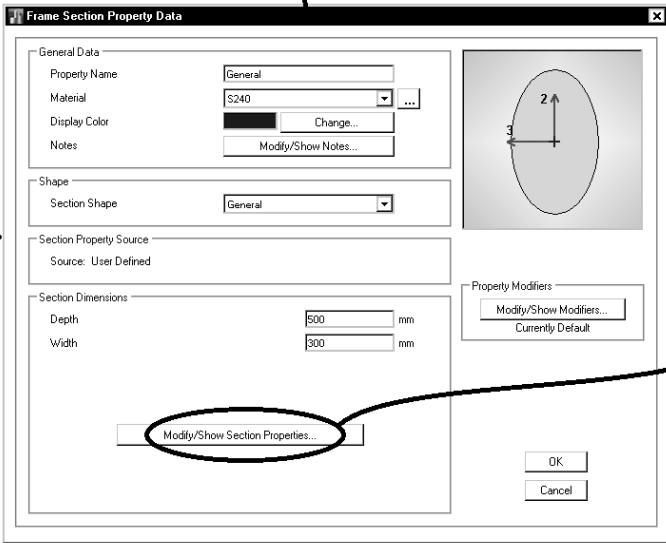 Frame Section Property Data
General Data
Property Name General
Material S240 ...
Display Color Change...
Notes Modify/Show Notes...
2
3
Shape
Section Shape General
Section Property Source
Source: User Defined
Property Modifiers
Modify/Show Modifiers...
Currently Default
Section Dimensions
Depth 500 mm
Width 300 mm
Modify/Show Section Properties...
OK
Cancel